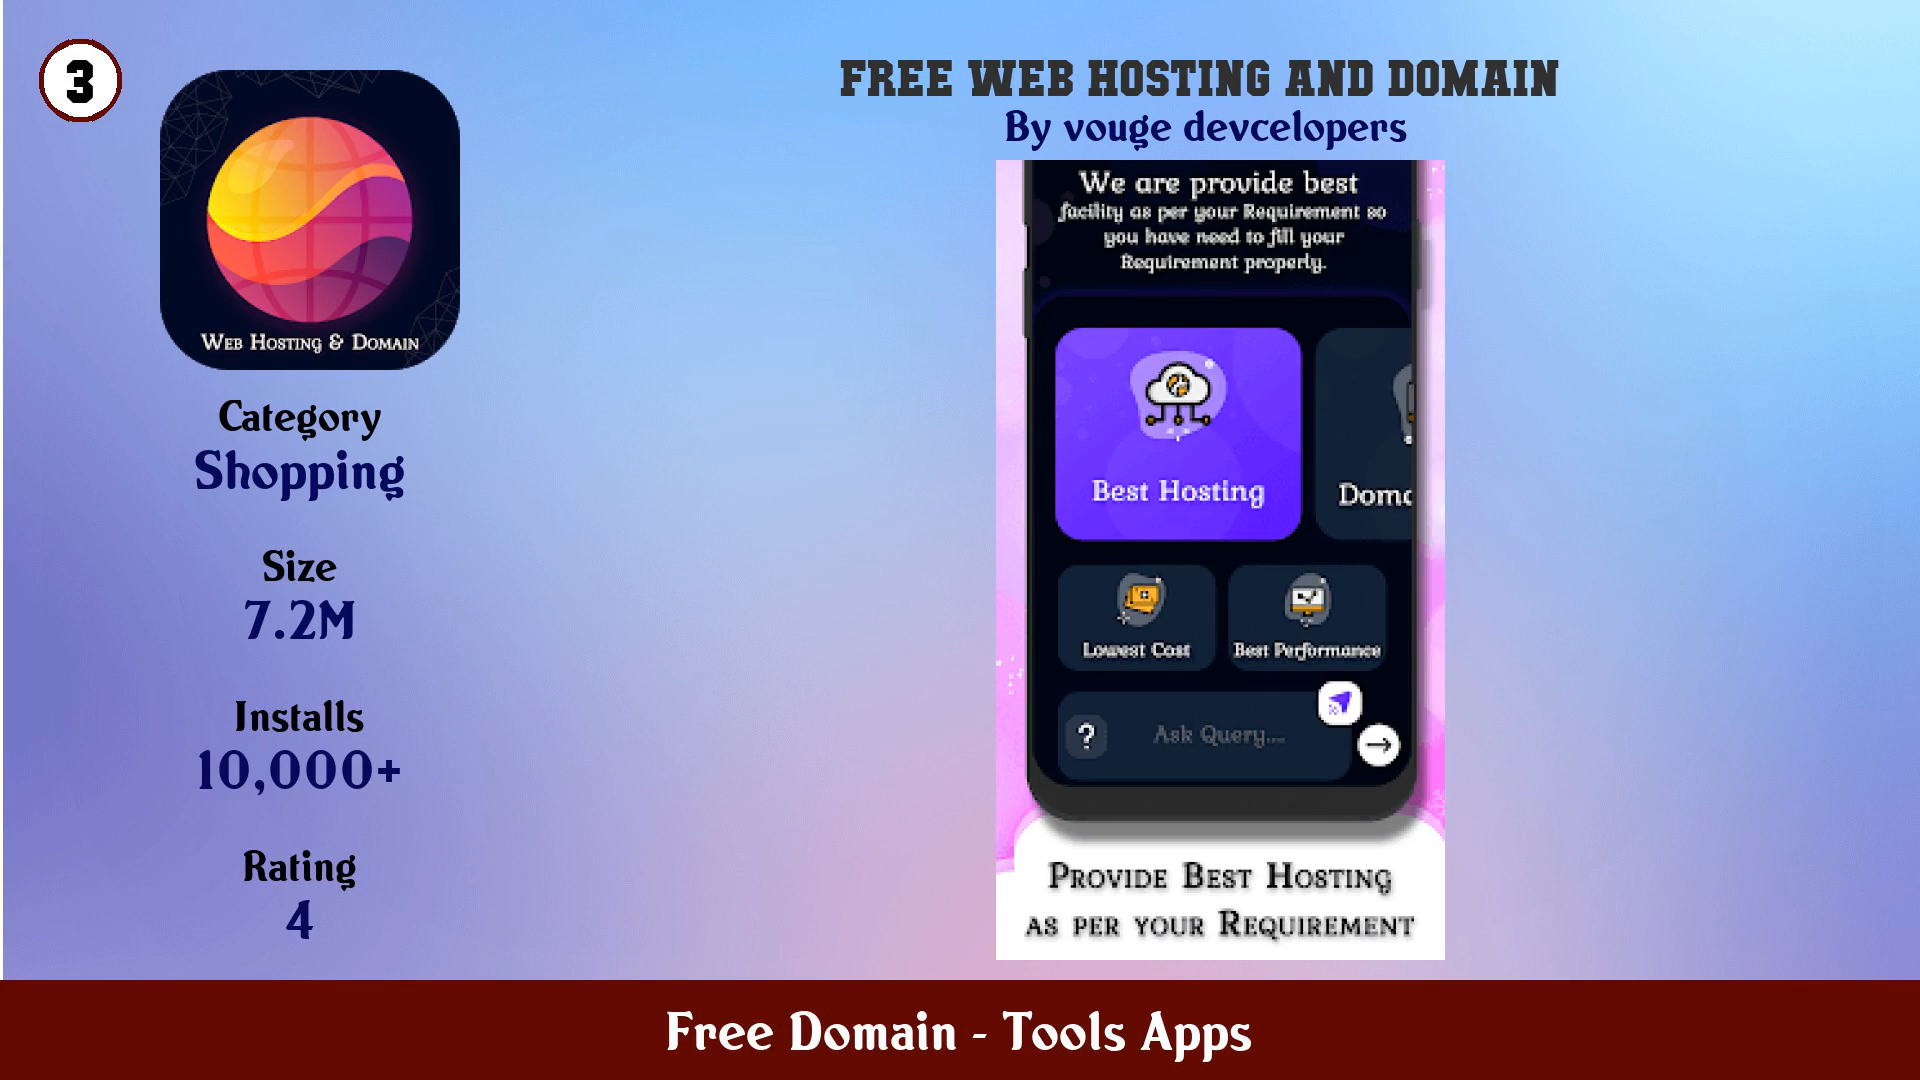 3
WEB HOSTING & DOMAIN
Category
Shopping
Size
7.2M
Installs
10,000+
Rating
4
FREE WEB HOSTING AND DOMAIN
By vouge devcelopers
We are provide best
facility as per your Requirement so
you have need to fill your
Requirement properly.
Best Hosting
Doma
Lowest Cost
Best Performance
?
Ask Query....
PROVIDE BEST HOSTING
AS PER YOUR REQUIREMENT
Free Domain - Tools Apps